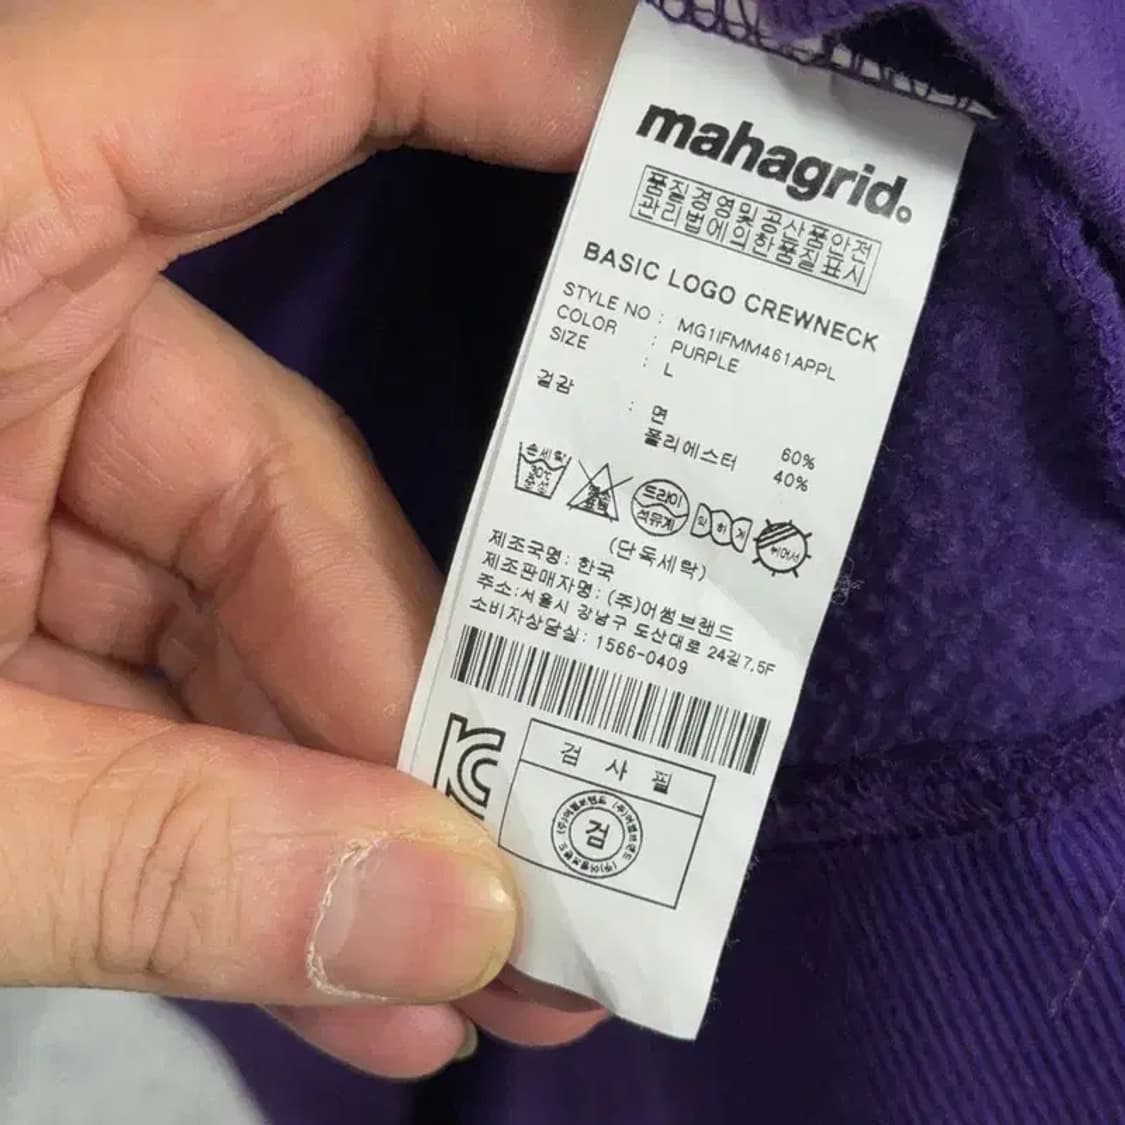 mahagrid.
품질경영및공산품안전
관리법에의한품질표시
BASIC LOGO CREWNECK
STYLE NO : MG1IFMM461APPL
COLOR : PURPLE
SIZE : L
겉감 : 면 60%
폴리에스터 40%
손세탁
30℃
중성
드라이
석유계
약하게
뉘어서
(단독세탁)
제조국명: 한국
제조판매자명: (주)어썸브랜드
주소:서울시 강남구 도산대로 24길 7,5F
소비자상담실: 1566-0409
KC
검사필
검